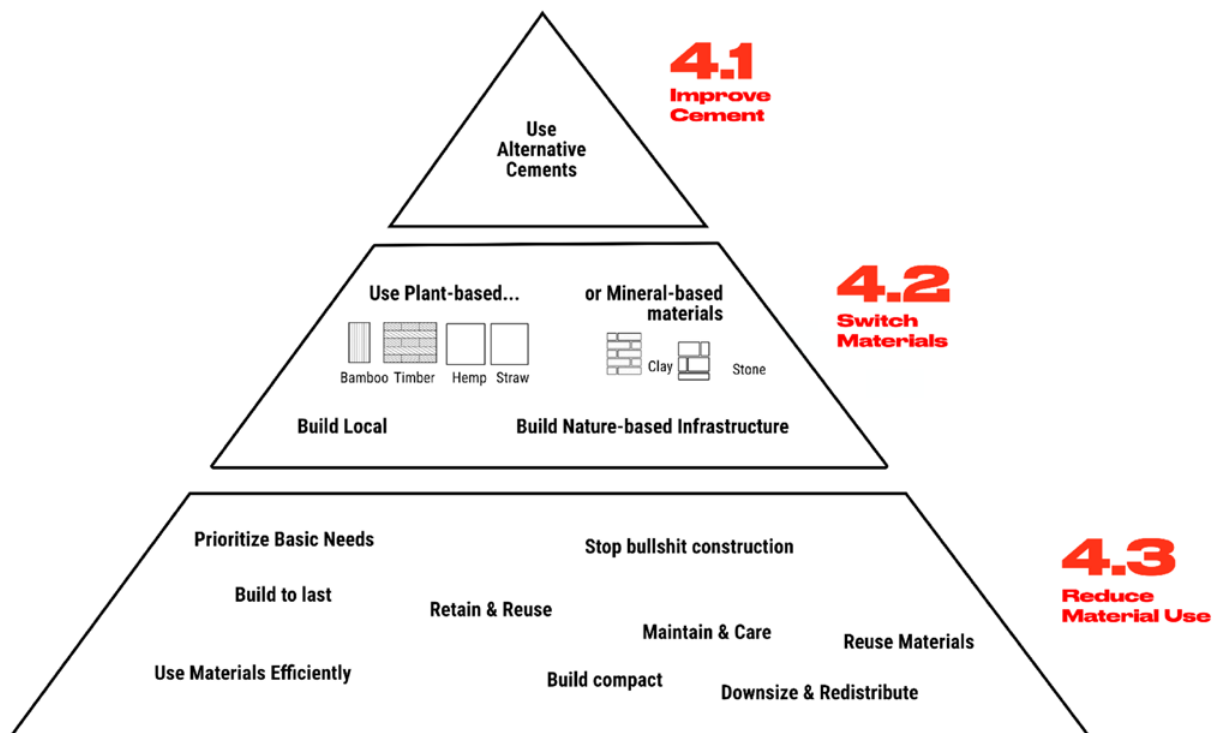 4.1
Improve
Cement
Use
Alternative
Cements
4.2
Switch
Materials
Use Plant-based...
or Mineral-based
materials
Bamboo Timber Hemp Straw
Clay Stone
Build Local
Build Nature-based Infrastructure
4.3
Reduce
Material Use
Prioritize Basic Needs
Stop bullshit construction
Build to last
Retain & Reuse
Maintain & Care
Reuse Materials
Use Materials Efficiently
Build compact
Downsize & Redistribute